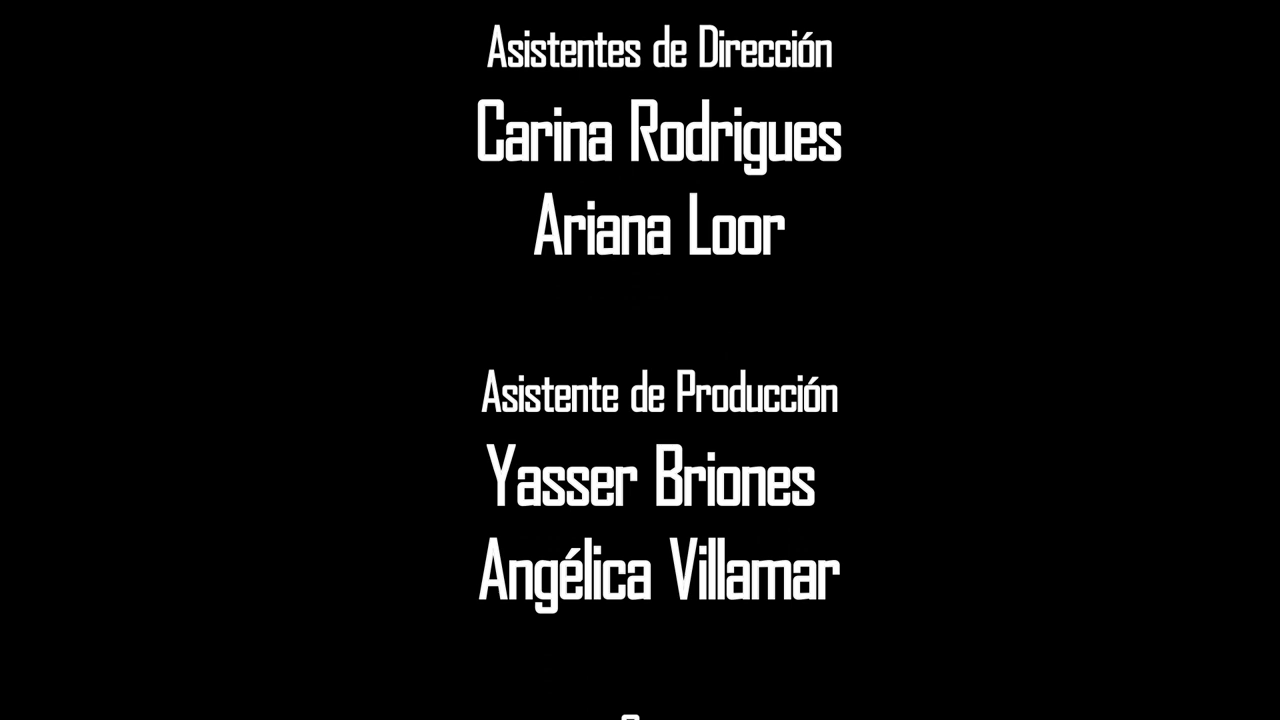 Asistentes de Dirección
Carina Rodrigues
Ariana Loor
Asistente de Producción
Yasser Briones
Angélica Villamar